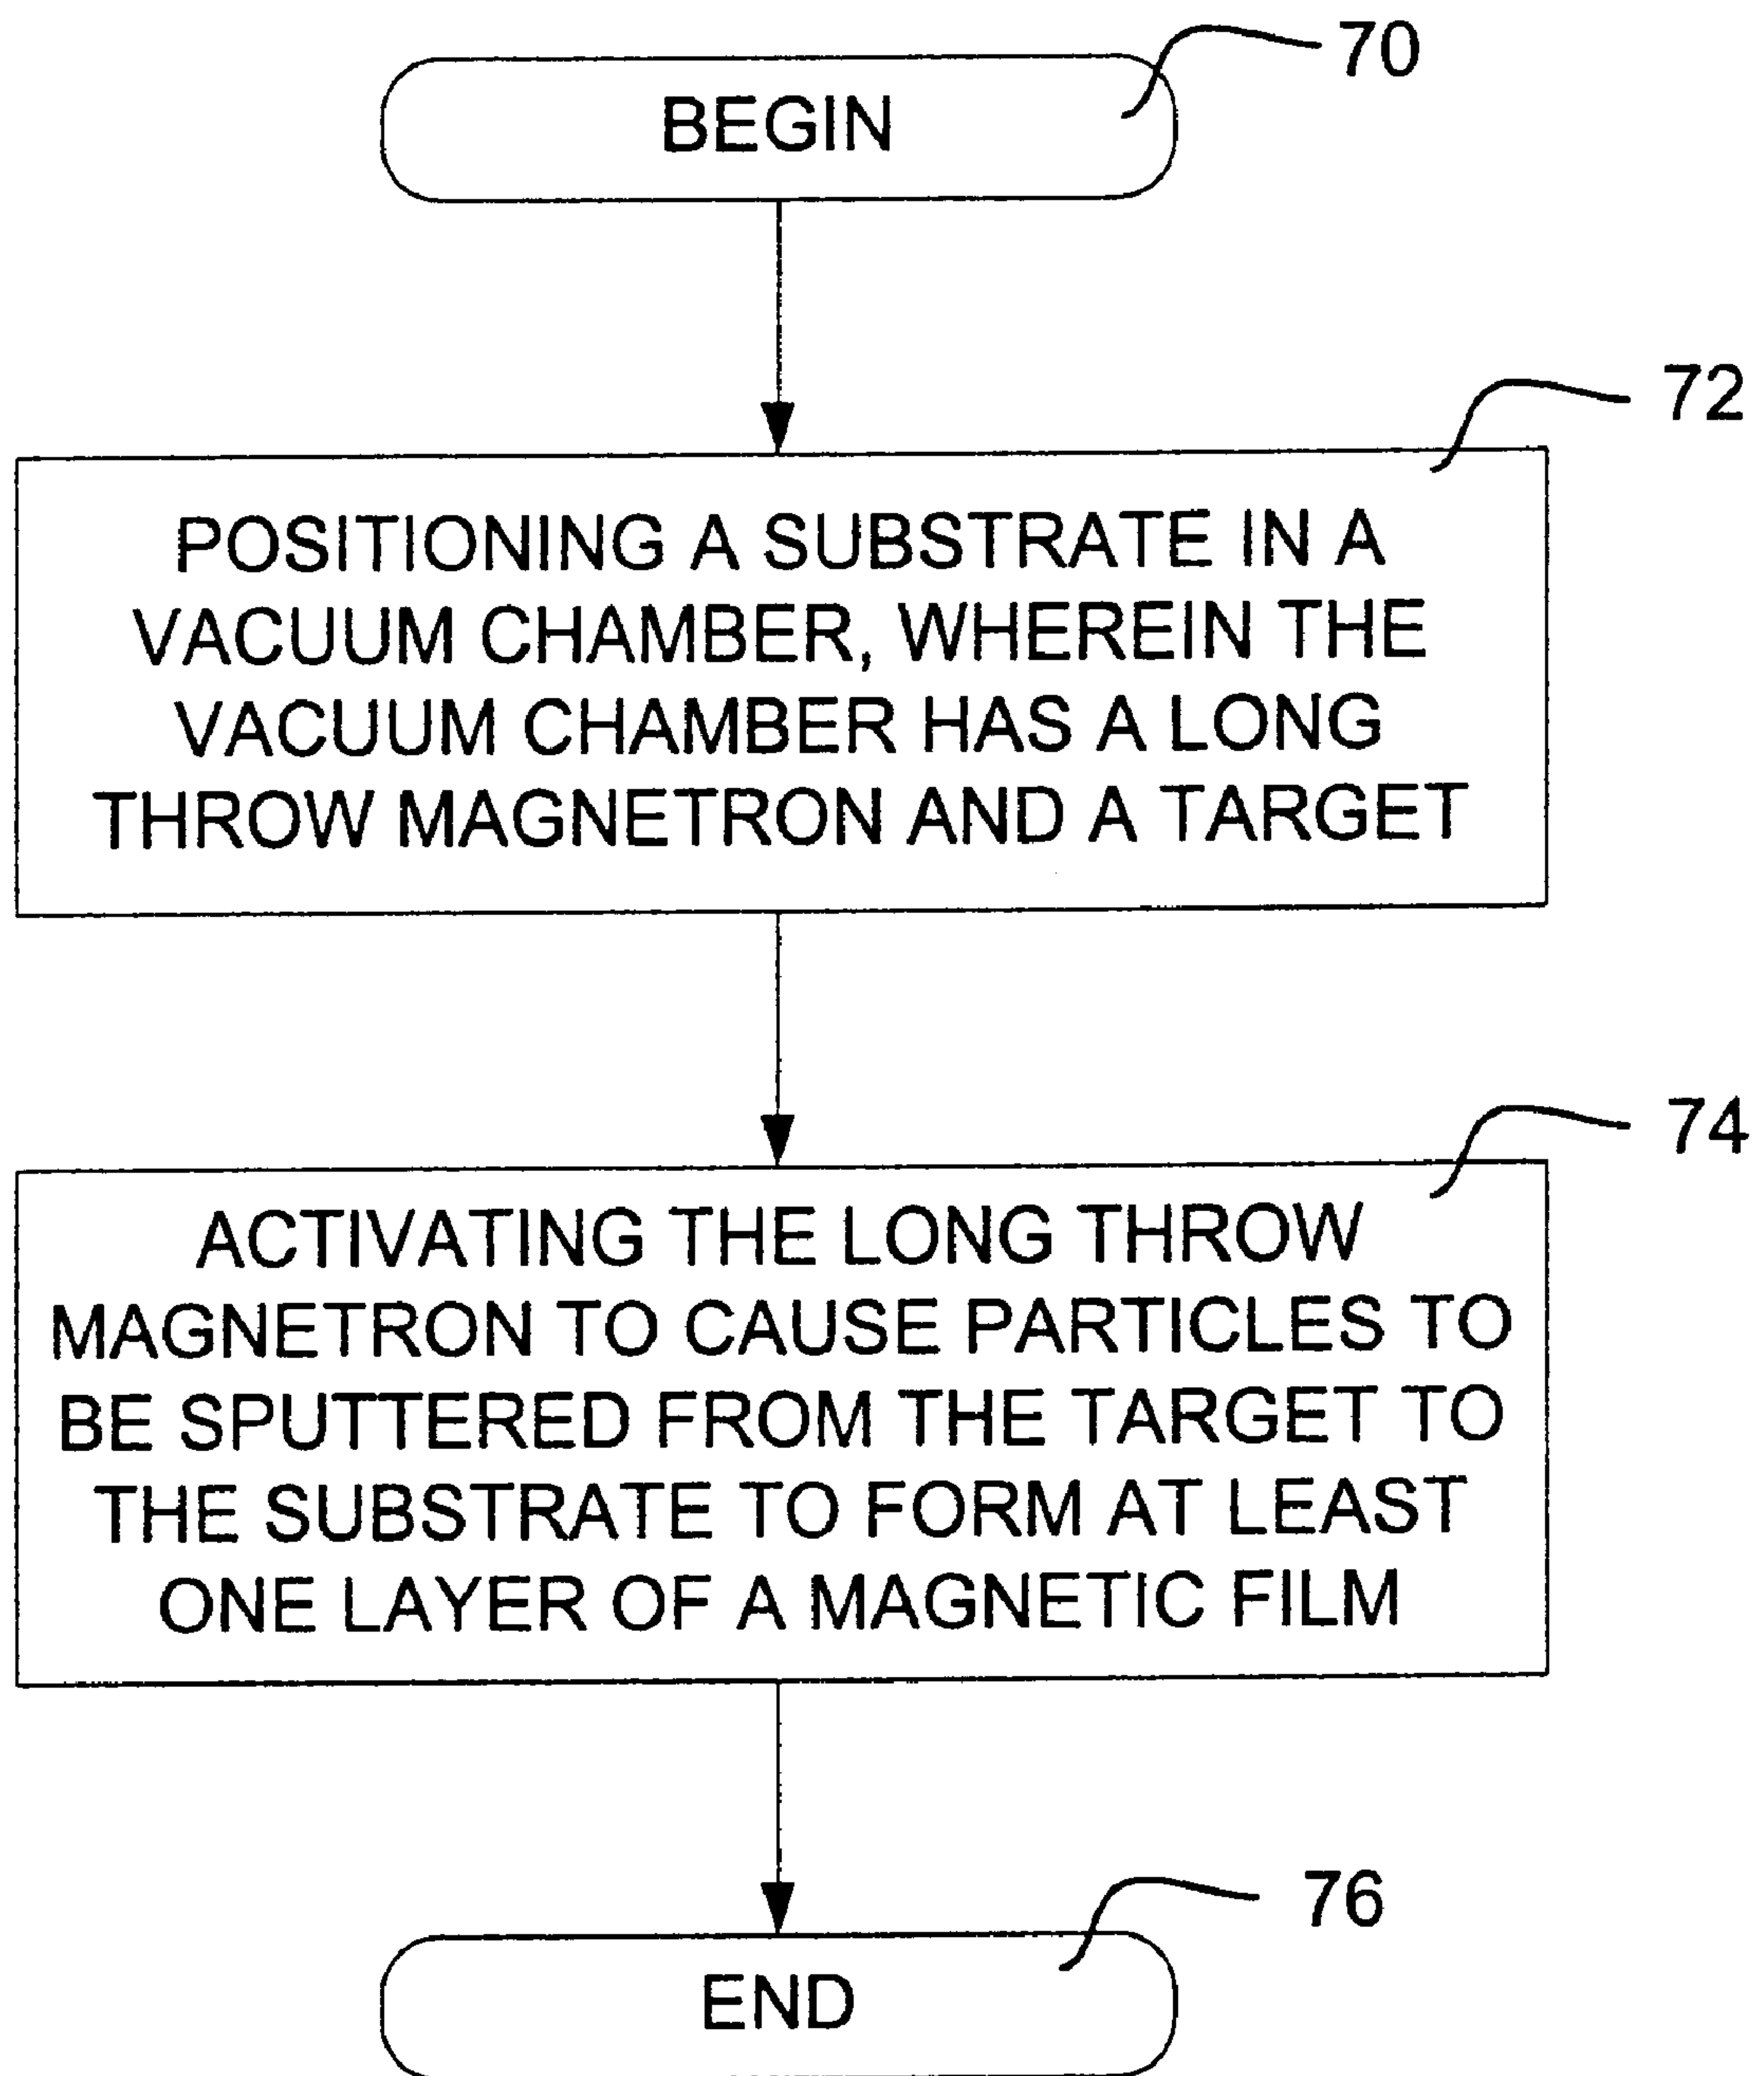 70
BEGIN
72
POSITIONING A SUBSTRATE IN A
VACUUM CHAMBER, WHEREIN THE
VACUUM CHAMBER HAS A LONG
THROW MAGNETRON AND A TARGET
74
ACTIVATING THE LONG THROW
MAGNETRON TO CAUSE PARTICLES TO
BE SPUTTERED FROM THE TARGET TO
THE SUBSTRATE TO FORM AT LEAST
ONE LAYER OF A MAGNETIC FILM
76
END